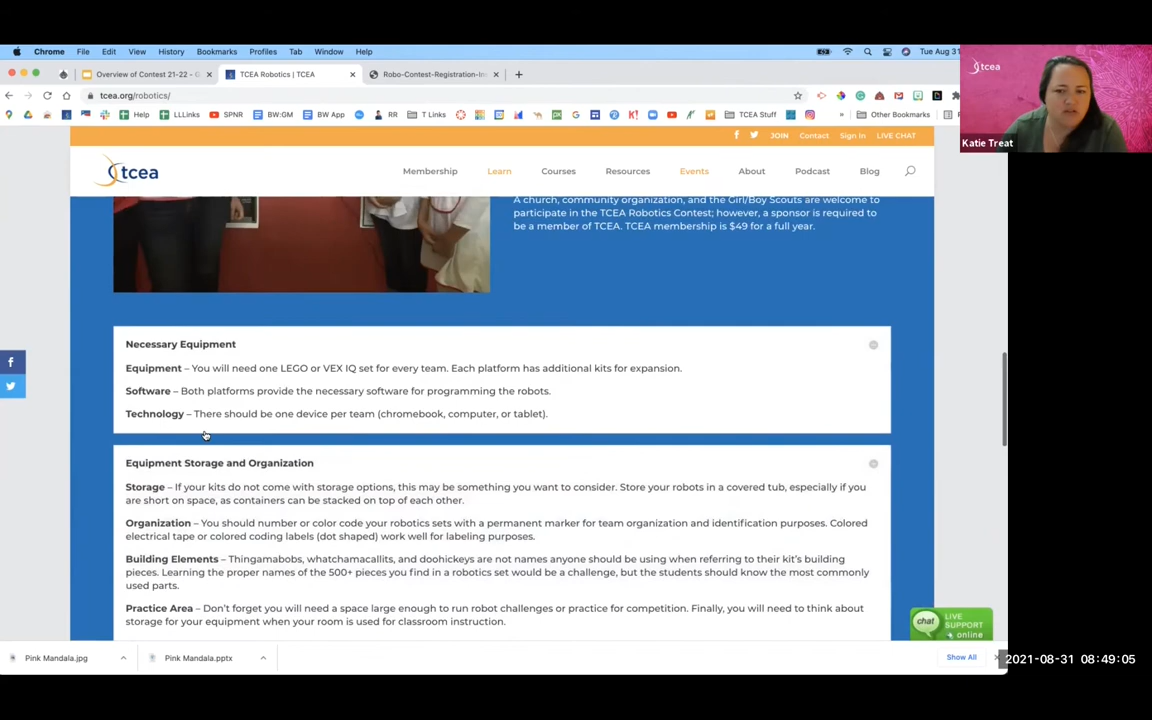 Chrome File Edit View History Bookmarks Profiles Tab Window Help
Tue Aug 31
Overview of Contest 21-22 - G
TCEA Robotics | TCEA
Robo-Contest-Registration-In
tcea.org/robotics/
Help LLLinks SPNR BW:GM BW App RR T Links TCEA Stuff Other Bookmarks
tcea
Katie Treat
JOIN Contact Sign In LIVE CHAT
tcea
Membership Learn Courses Resources Events About Podcast Blog
A church, community organization, and the Girl/Boy Scouts are welcome to
participate in the TCEA Robotics Contest; however, a sponsor is required to
be a member of TCEA. TCEA membership is $49 for a full year.
Necessary Equipment
Equipment – You will need one LEGO or VEX IQ set for every team. Each platform has additional kits for expansion.
Software – Both platforms provide the necessary software for programming the robots.
Technology – There should be one device per team (chromebook, computer, or tablet).
Equipment Storage and Organization
Storage – If your kits do not come with storage options, this may be something you want to consider. Store your robots in a covered tub, especially if you
are short on space, as containers can be stacked on top of each other.
Organization – You should number or color code your robotics sets with a permanent marker for team organization and identification purposes. Colored
electrical tape or colored coding labels (dot shaped) work well for labeling purposes.
Building Elements – Thingamabobs, whatchamacallits, and doohickeys are not names anyone should be using when referring to their kit's building
pieces. Learning the proper names of the 500+ pieces you find in a robotics set would be a challenge, but the students should know the most commonly
used parts.
Practice Area – Don't forget you will need a space large enough to run robot challenges or practice for competition. Finally, you will need to think about
storage for your equipment when your room is used for classroom instruction.
chat
LIVE
SUPPORT
online
Pink Mandala.jpg
Pink Mandala.pptx
Show All
2021-08-31 08:49:05